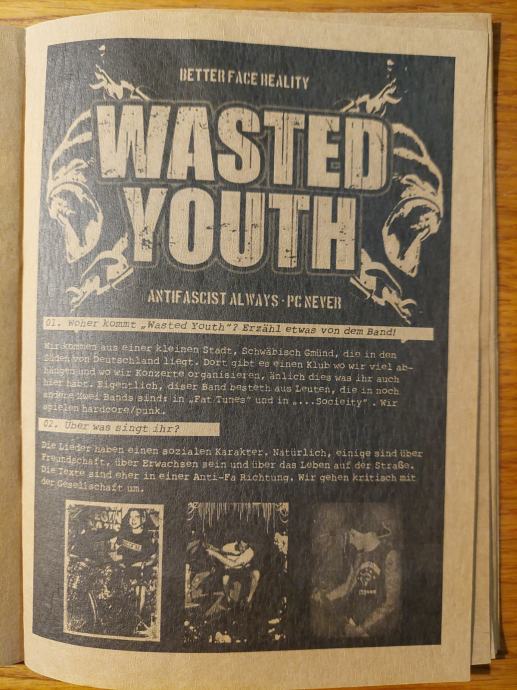 BETTER FACE REALITY
WASTED
YOUTH
ANTIFASCIST ALWAYS · PC NEVER
01. Woher kommt „Wasted Youth"? Erzähl etwas von dem Band!
Wir kommen aus einer kleinen Stadt, Schwäbisch Gmünd, die in den
Süden von Deutschland liegt. Dort gibt es einen Klub wo wir viel ab-
hängen und wo wir Konzerte organisieren, änlich dies was ihr auch
hier habt. Eigentlich, diser Band besteth aus Leuten, die in noch
andere zwei Bands sind: in „Fat Tunes" und in „...Socieity" . Wir
spielen hardcore/punk.
02. Über was singt ihr?
Die Lieder haben einen sozialen Karakter. Natürlich, einige sind über
Freundschaft, über Erwachsen sein und über das Leben auf der Straße.
Die Texte sind eher in einer Anti-Fa Richtung. Wir gehen kritisch mit
der Gesellschaft um.